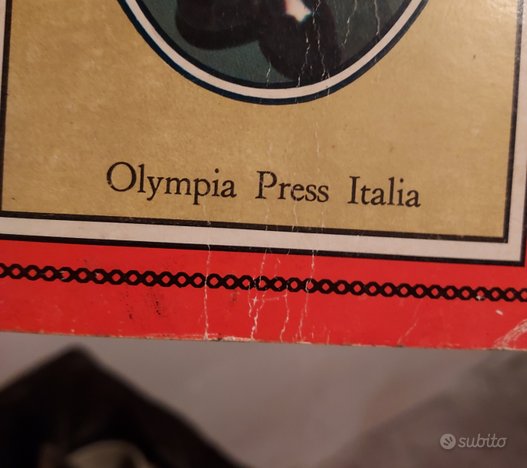 Olympia Press Italia
subito